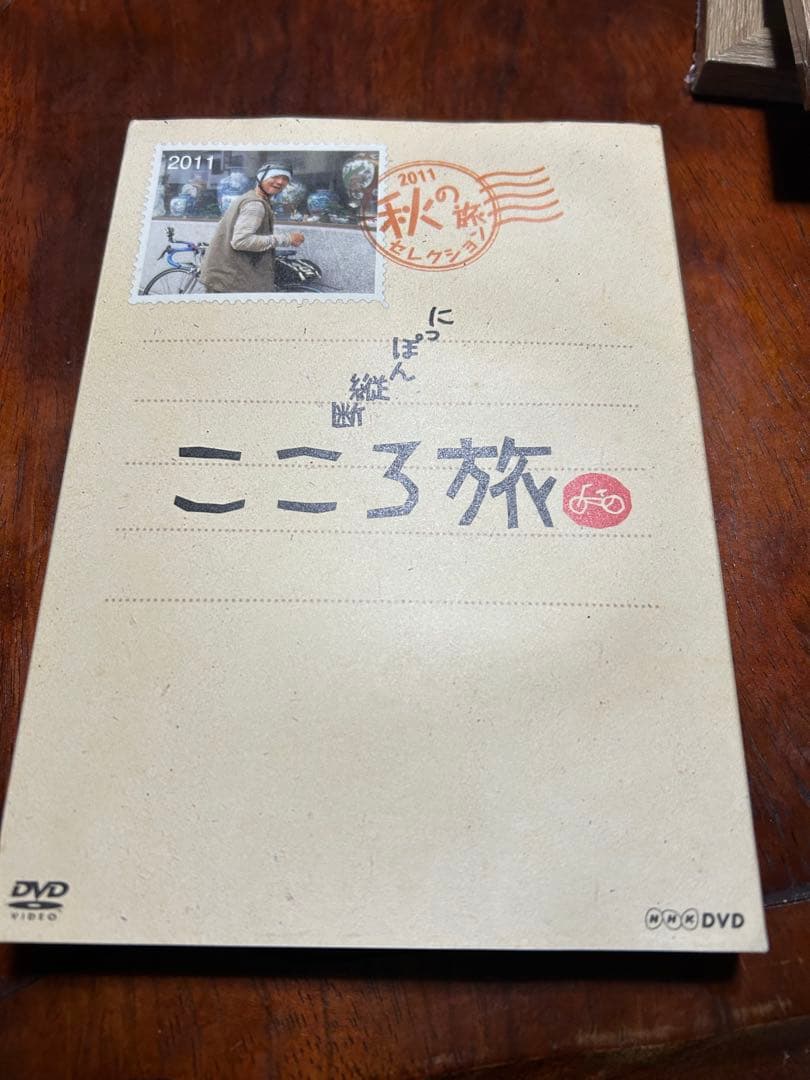 2011
2011
秋の旅
セレクション
にっぽん
縦断
こころ旅
DVD
VIDEO
NHK DVD